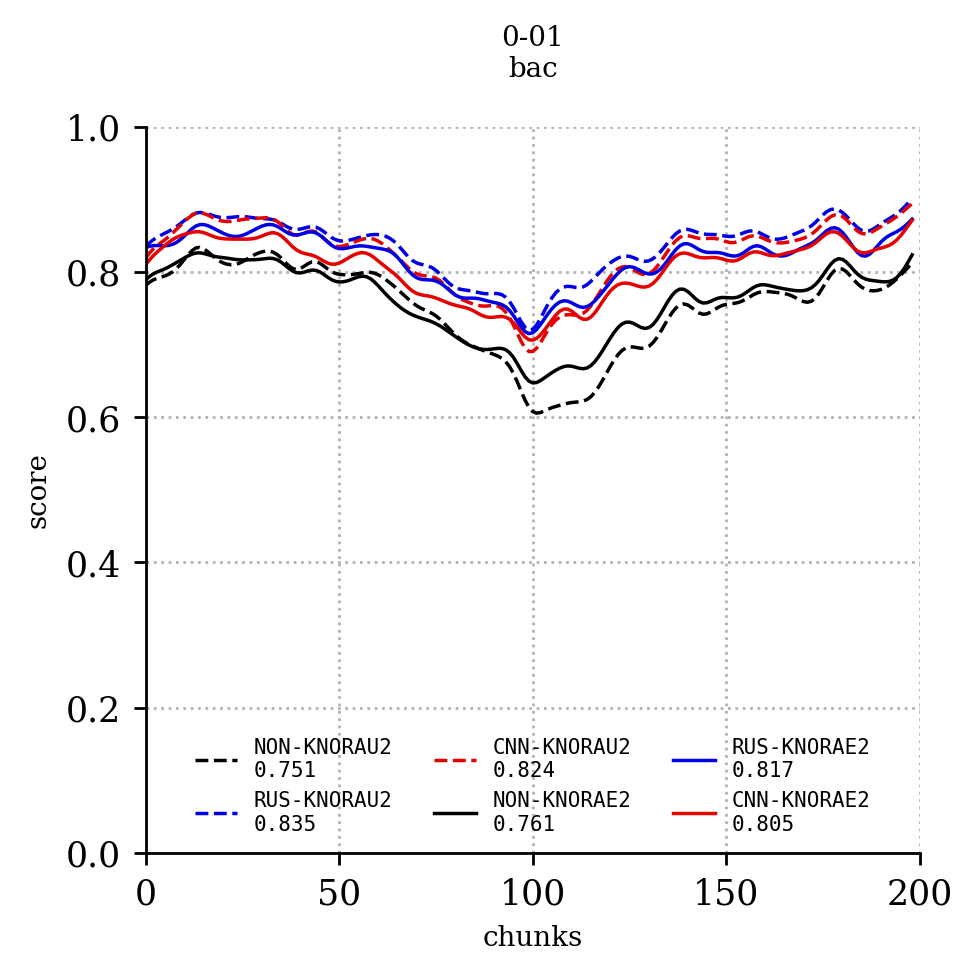 0-01
bac
1.0
0.8
0.6
0.4
0.2
0.0
score
NON-KNORAU2
0.751
RUS-KNORAU2
0.835
CNN-KNORAU2
0.824
NON-KNORAE2
0.761
RUS-KNORAE2
0.817
CNN-KNORAE2
0.805
0 50 100 150 200
chunks